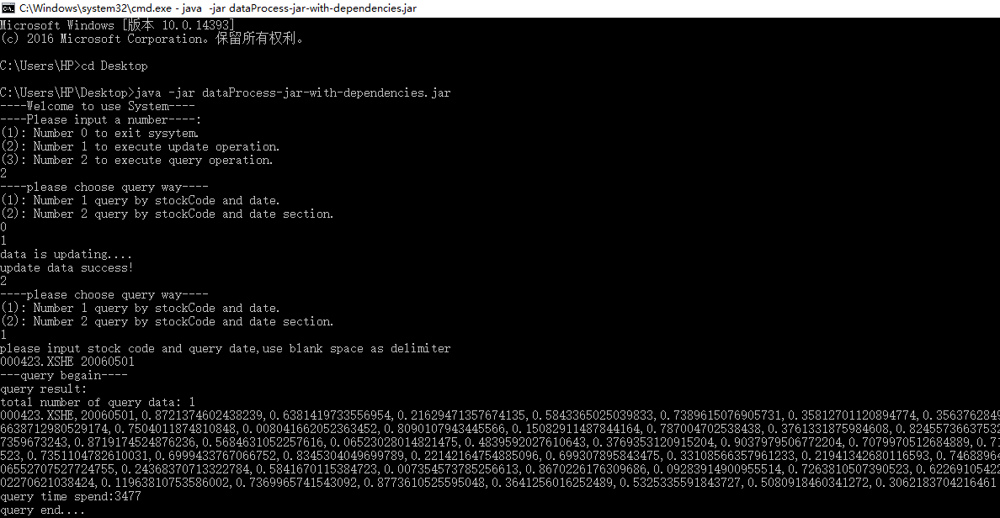 C:\Windows\system32\cmd.exe - java  -jar dataProcess-jar-with-dependencies.jar
Microsoft Windows [版本 10.0.14393]
(c) 2016 Microsoft Corporation。保留所有权利。
C:\Users\HP>cd Desktop
C:\Users\HP\Desktop>java -jar dataProcess-jar-with-dependencies.jar
----Welcome to use System----
----Please input a number----:
(1): Number 0 to exit sysytem.
(2): Number 1 to execute update operation.
(3): Number 2 to execute query operation.
2
----please choose query way----
(1): Number 1 query by stockCode and date.
(2): Number 2 query by stockCode and date section.
0
1
data is updating....
update data success!
2
----please choose query way----
(1): Number 1 query by stockCode and date.
(2): Number 2 query by stockCode and date section.
1
please input stock code and query date,use blank space as delimiter
000423.XSHE 20060501
---query begain----
query result:
total number of query data: 1
000423.XSHE,20060501,0.8721374602438239,0.6381419733556954,0.21629471357674135,0.5843365025039833,0.7389615076905731,0.35812701120894774,0.3563762849
6638712980529174,0.7504011874810848,0.008041662052363452,0.8090107943445566,0.15082911487844164,0.787004702538438,0.3761331875984608,0.82455736637532
7359673243,0.8719174524876236,0.5684631052257616,0.06523028014821475,0.4839592027610643,0.3769353120915204,0.9037979506772204,0.7079970512684889,0.71
523,0.7351104782610031,0.6999433767066752,0.8345304049699789,0.22142164754885096,0.699307895843475,0.33108566357961233,0.21941342680116593,0.74688964
06552707527724755,0.24368370713322784,0.5841670115384723,0.007354573785256613,0.8670226176309686,0.09283914900955514,0.7263810507390523,0.62269105422
02270621038424,0.11963810753586002,0.7369965741543092,0.8773610525595048,0.3641256016252489,0.5325335591843727,0.5080918460341272,0.3062183704216461
query time spend:3477
query end....